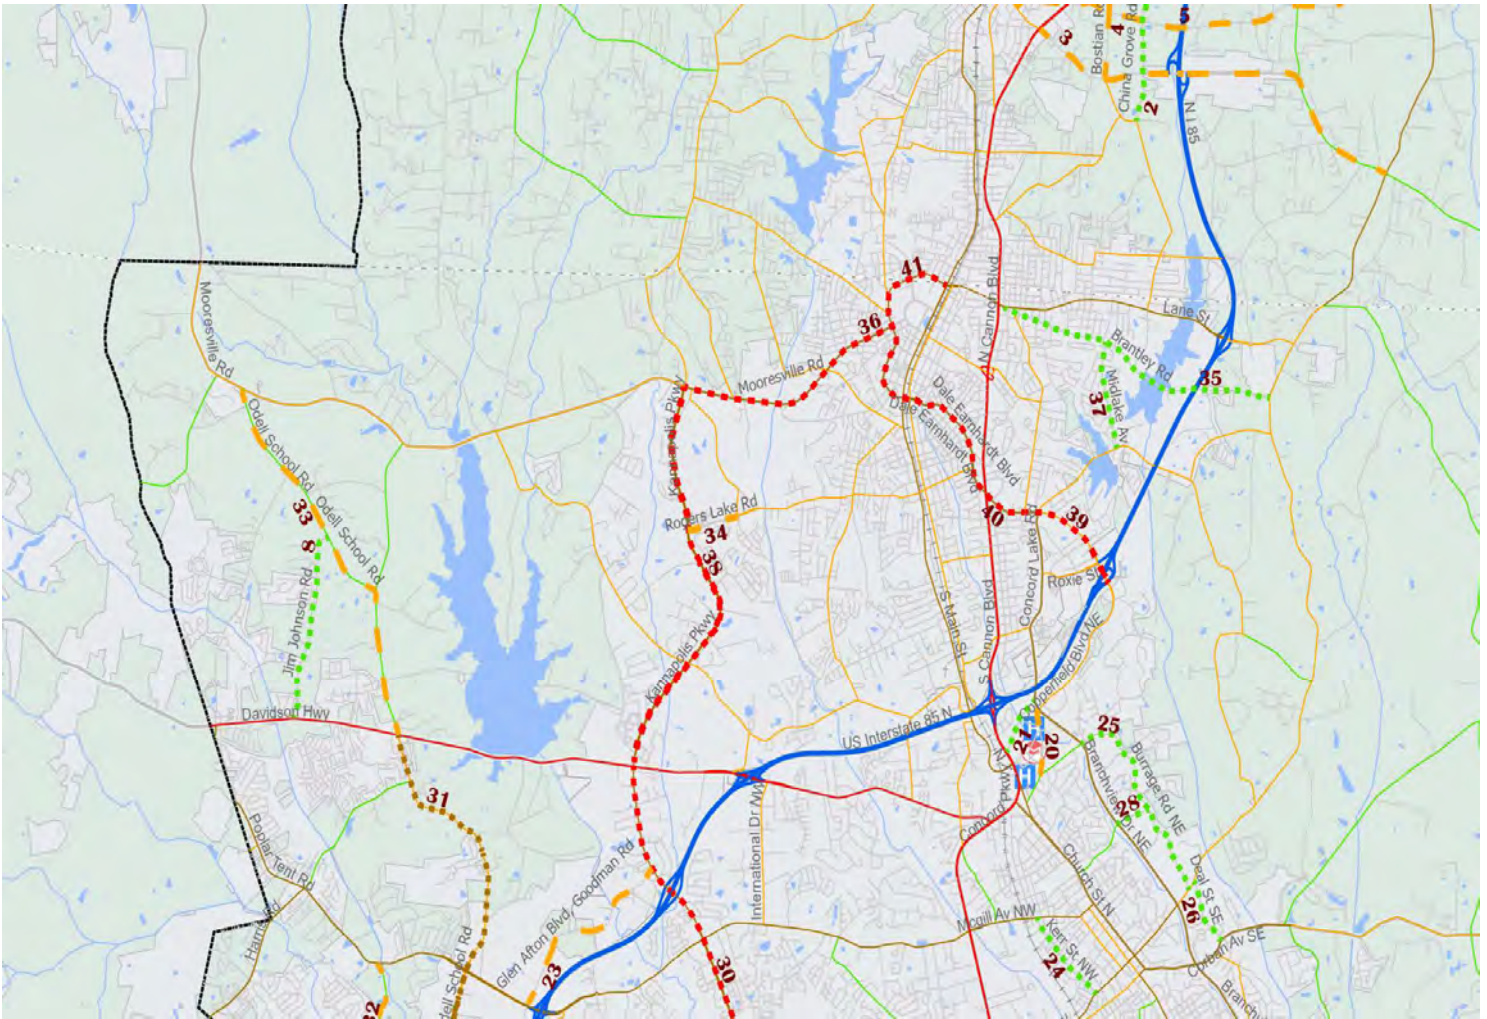 5
3
4
Bostian Rd
China Grove Rd
2
N I 85
41
Mooresville Rd
N Cannon Blvd
Lane St
36
Brantley Rd
35
Mooresville Rd
Kannapolis Pkwy
Dale Earnhardt Blvd
Midlake Av
37
Dale Earnhardt Blvd
Odell School Rd
33
Odell School Rd
Rogers Lake Rd
34
38
40
39
Concord Lake Rd
8
Jim Johnson Rd
Roxie St
S Main St
S Cannon Blvd
Kannapolis Pkwy
Copperfield Blvd NE
Davidson Hwy
US Interstate 85 N
27
20
25
Burrage Rd NE
Branchview Dr NE
28
31
International Dr NW
Concord Pkwy N
Poplar Tent Rd
Glen Afton Blvd, Goodman Rd
Church St N
Deal St SE
26
Mcgill Av NW
Kerr St NW
24
Corban Av SE
23
30
32